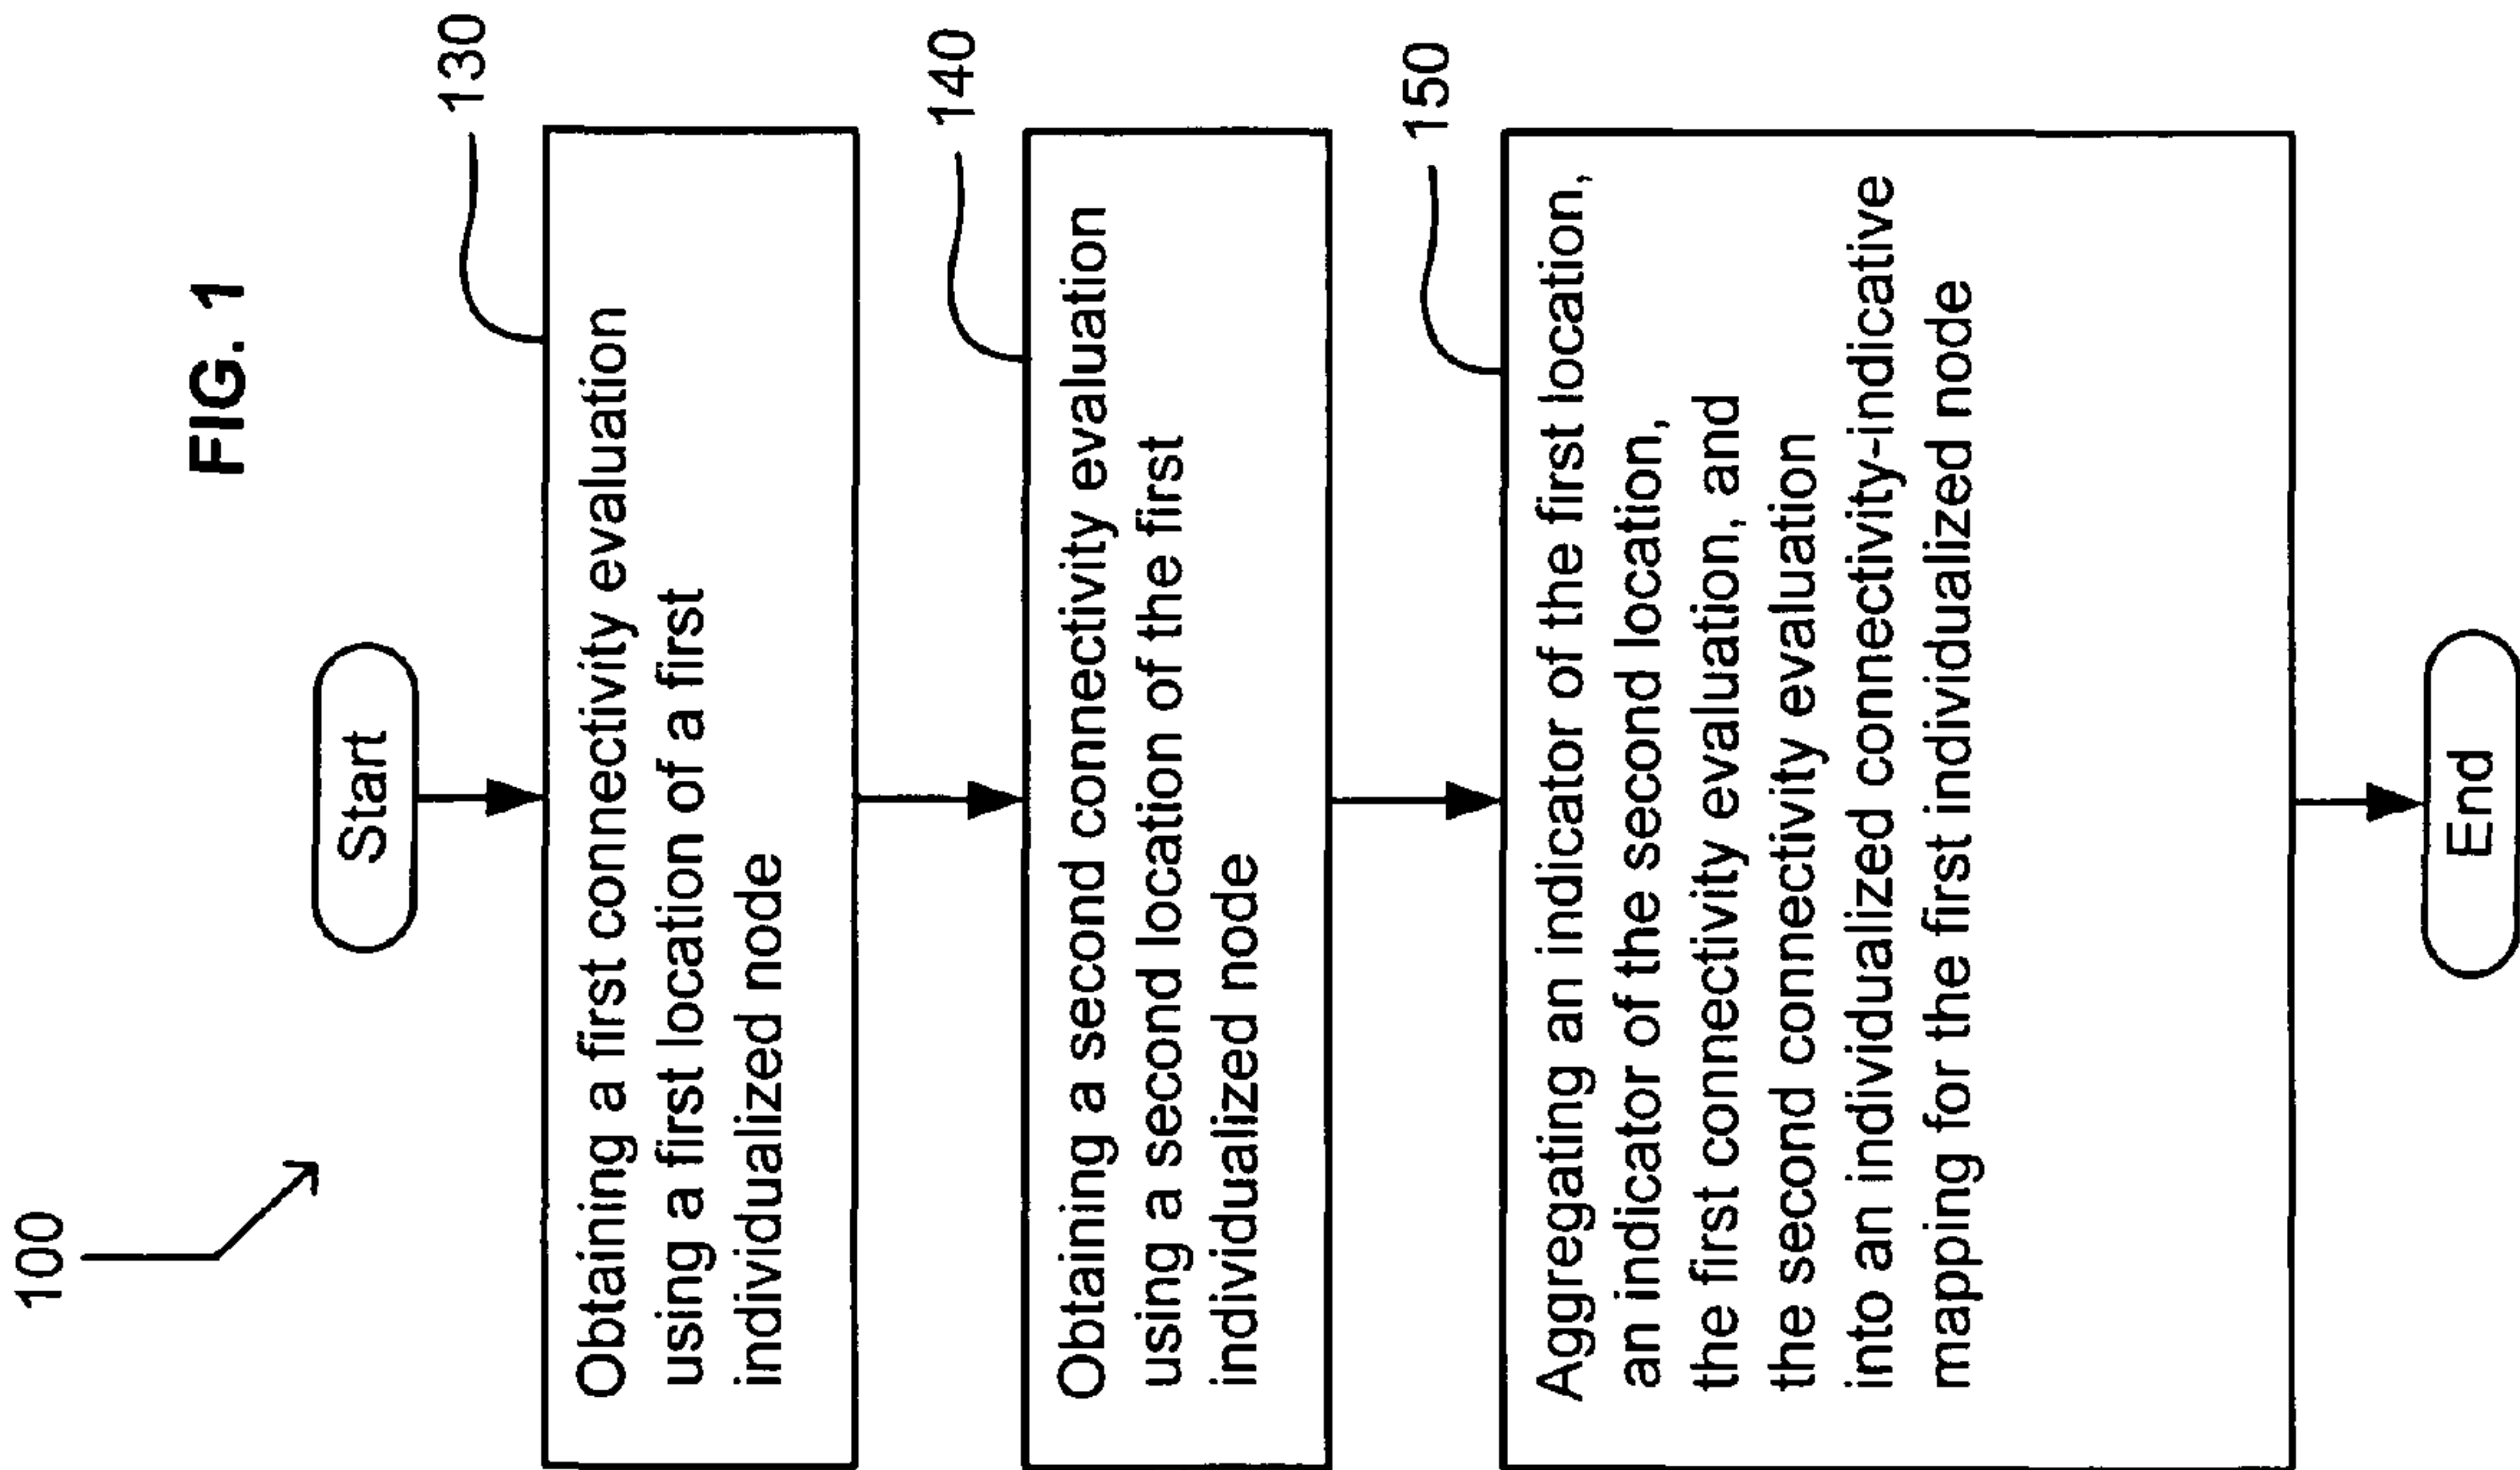 FIG. 1
100
Start
130
Obtaining a first connectivity evaluation
using a first location of a first
individualized node
140
Obtaining a second connectivity evaluation
using a second location of the first
individualized node
150
Aggregating an indicator of the first location,
an indicator of the second location,
the first connectivity evaluation, and
the second connectivity evaluation
into an individualized connectivity-indicative
mapping for the first individualized node
End